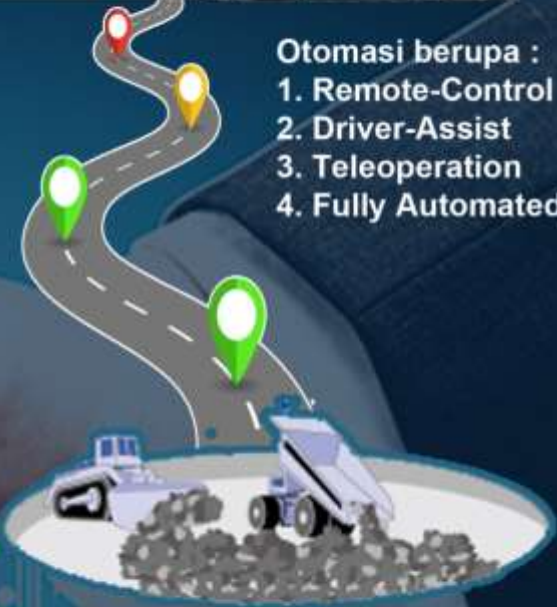 Otomasi berupa :
1. Remote-Control
2. Driver-Assist
3. Teleoperation
4. Fully Automated